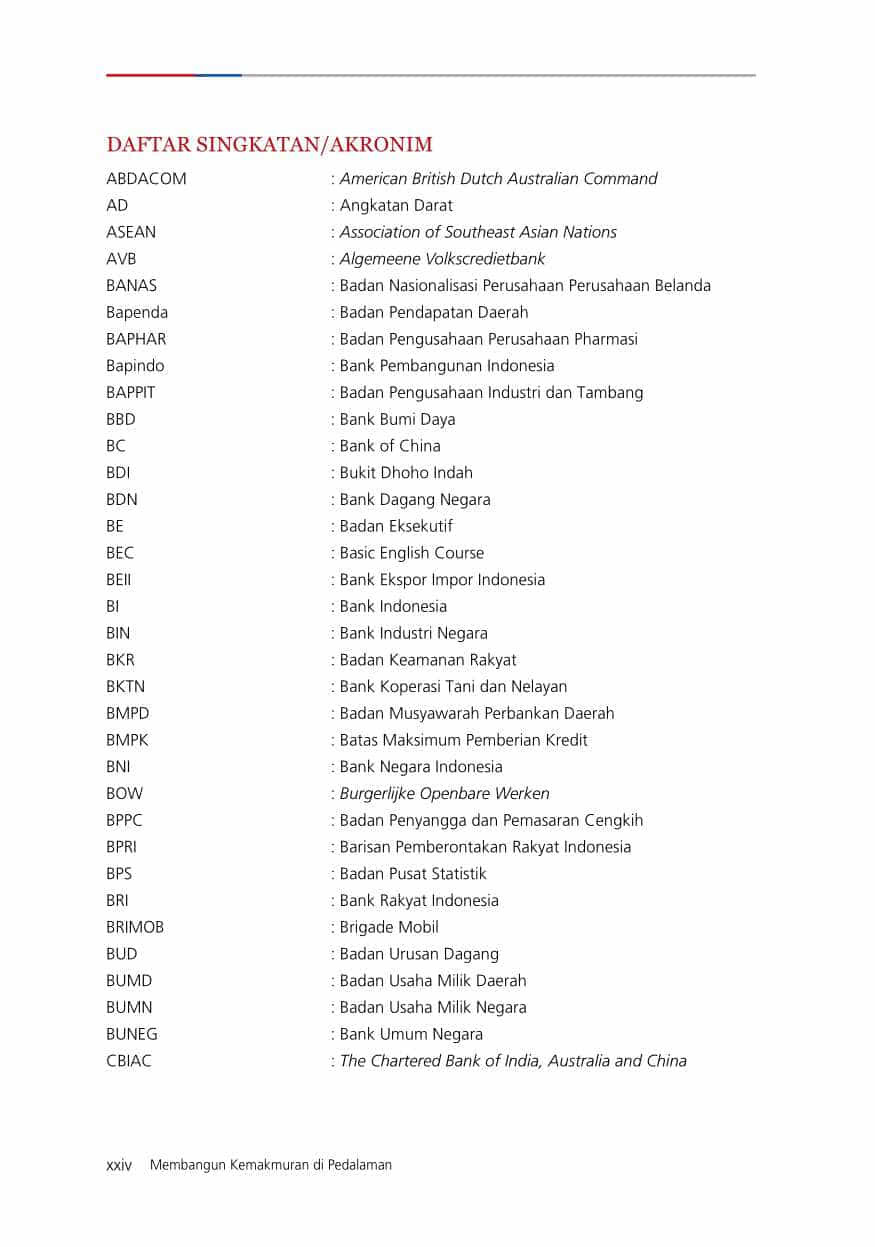 DAFTAR SINGKATAN/AKRONIM
ABDACOM : American British Dutch Australian Command
AD : Angkatan Darat
ASEAN : Association of Southeast Asian Nations
AVB : Algemeene Volkscredietbank
BANAS : Badan Nasionalisasi Perusahaan Perusahaan Belanda
Bapenda : Badan Pendapatan Daerah
BAPHAR : Badan Pengusahaan Perusahaan Pharmasi
Bapindo : Bank Pembangunan Indonesia
BAPPIT : Badan Pengusahaan Industri dan Tambang
BBD : Bank Bumi Daya
BC : Bank of China
BDI : Bukit Dhoho Indah
BDN : Bank Dagang Negara
BE : Badan Eksekutif
BEC : Basic English Course
BEII : Bank Ekspor Impor Indonesia
BI : Bank Indonesia
BIN : Bank Industri Negara
BKR : Badan Keamanan Rakyat
BKTN : Bank Koperasi Tani dan Nelayan
BMPD : Badan Musyawarah Perbankan Daerah
BMPK : Batas Maksimum Pemberian Kredit
BNI : Bank Negara Indonesia
BOW : Burgerlijke Openbare Werken
BPPC : Badan Penyangga dan Pemasaran Cengkih
BPRI : Barisan Pemberontakan Rakyat Indonesia
BPS : Badan Pusat Statistik
BRI : Bank Rakyat Indonesia
BRIMOB : Brigade Mobil
BUD : Badan Urusan Dagang
BUMD : Badan Usaha Milik Daerah
BUMN : Badan Usaha Milik Negara
BUNEG : Bank Umum Negara
CBIAC : The Chartered Bank of India, Australia and China
xxiv Membangun Kemakmuran di Pedalaman